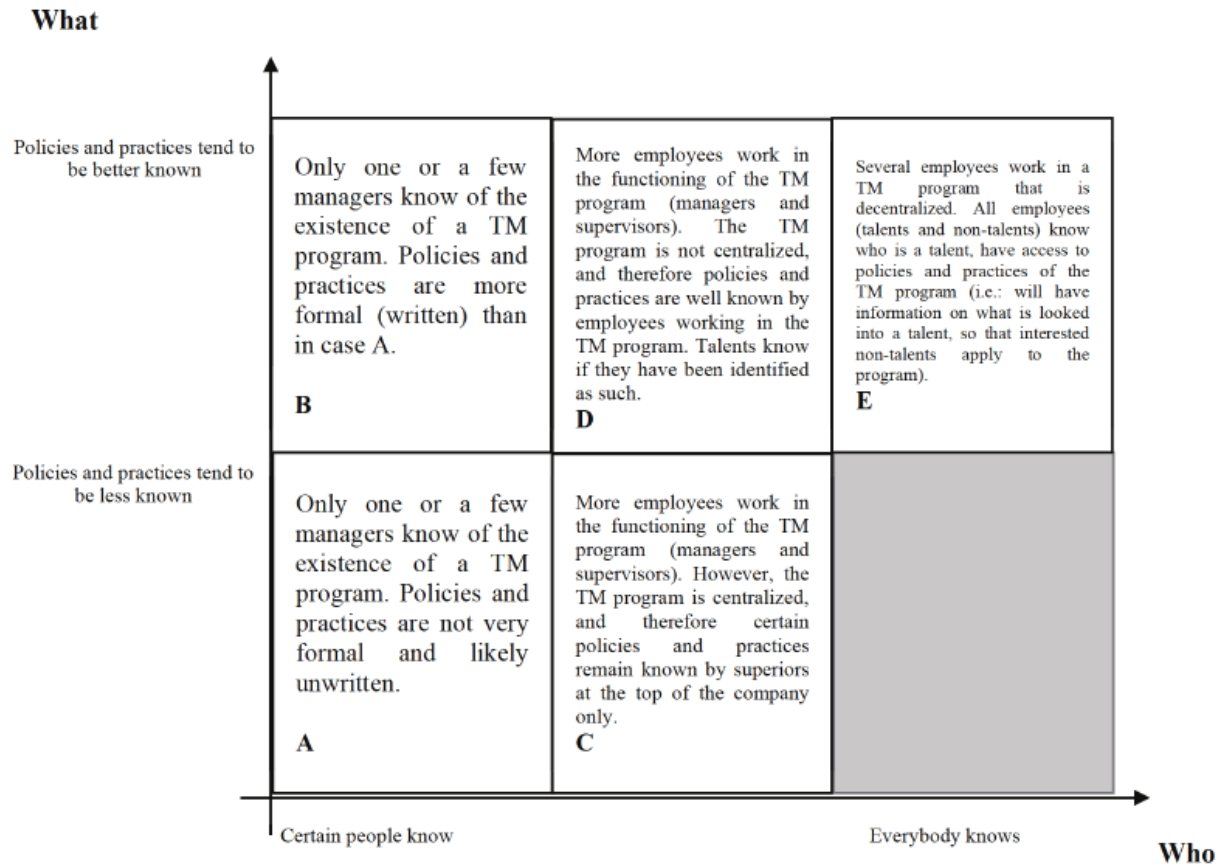 What
Policies and practices tend to
be better known
Only one or a few
managers know of the
existence of a TM
program. Policies and
practices are more
formal (written) than
in case A.
B
More employees work in
the functioning of the TM
program (managers and
supervisors). The TM
program is not centralized,
and therefore policies and
practices are well known by
employees working in the
TM program. Talents know
if they have been identified
as such.
D
Several employees work in a
TM program that is
decentralized. All employees
(talents and non-talents) know
who is a talent, have access to
policies and practices of the
TM program (i.e.: will have
information on what is looked
into a talent, so that interested
non-talents apply to the
program).
E
Policies and practices tend to
be less known
Only one or a few
managers know of the
existence of a TM
program. Policies and
practices are not very
formal and likely
unwritten.
A
More employees work in
the functioning of the TM
program (managers and
supervisors). However, the
TM program is centralized,
and therefore certain
policies and practices
remain known by superiors
at the top of the company
only.
C
Certain people know
Everybody knows
Who